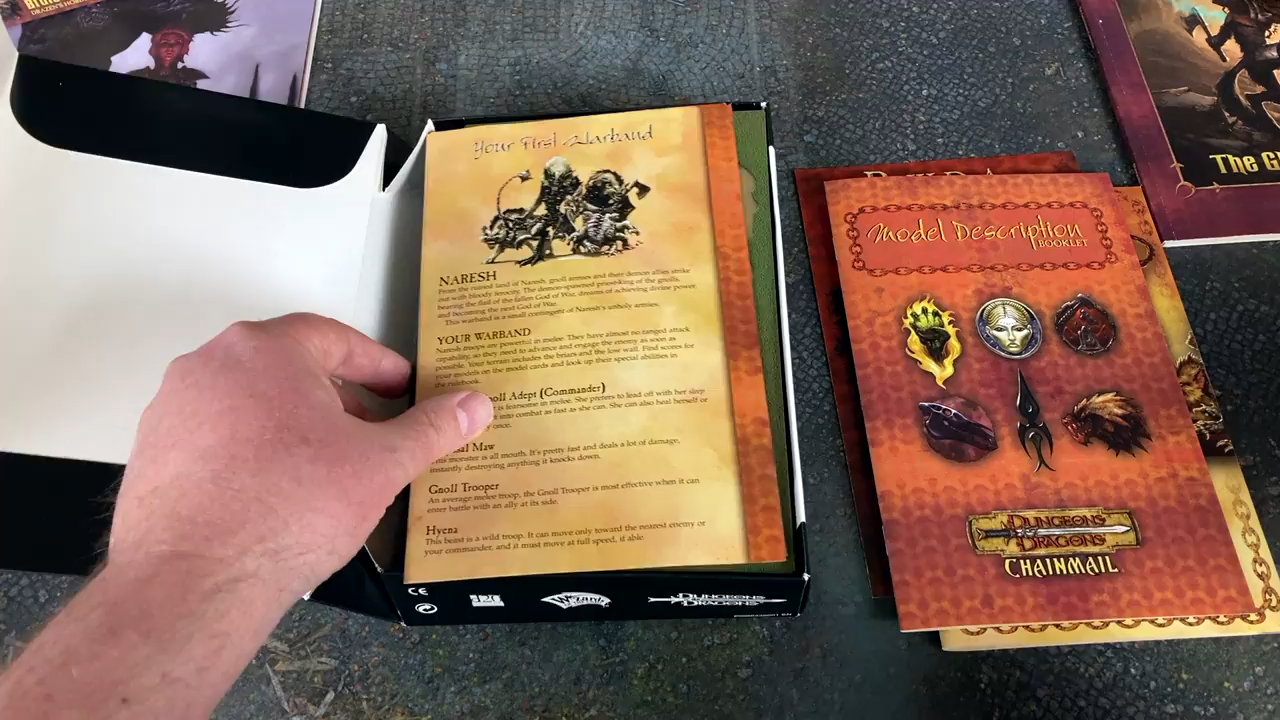 DRAZEN'S
Your First Warband
NARESH
From the ruined land of Naresh, gnoll armies and their demon allies strike
out with bloody ferocity. The demon-spawned priest-king of the gnolls,
bearing the flail of the fallen God of War, dreams of achieving divine power
and becoming the next God of War.
This warband is a small contingent of Naresh's unholy armies.
YOUR WARBAND
Naresh troops are powerful in melee. They have almost no ranged attack
capability, so they need to advance and engage the enemy as soon as
possible. Your terrain includes the briars and the low wall. Find scores for
your models on the model cards and look up their special abilities in
the rulebook.
Gnoll Adept (Commander)
is fearsome in melee. She prefers to lead off with her
into combat as fast as she can. She can also heal herself or
once.
Maw
This monster is all mouth. It's pretty fast and deals a lot of damage,
instantly destroying anything it knocks down.
Gnoll Trooper
An average melee troop, the Gnoll Trooper is most effective when it can
enter battle with an ally at its side.
Hyena
This beast is a wild troop. It can move only toward the nearest enemy or
your commander, and it must move at full speed, if able.
CE
Wizards
DUNGEONS
DRAGONS
Model Description
BOOKLET
DUNGEONS
DRAGONS
CHAINMAIL
The